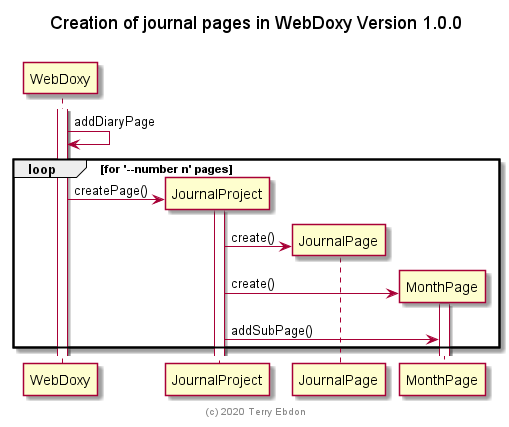 Creation of journal pages in WebDoxy Version 1.0.0
WebDoxy
addDiaryPage
loop [for '--number n' pages]
createPage() JournalProject
create() JournalPage
create() MonthPage
addSubPage()
WebDoxy JournalProject JournalPage MonthPage
(c) 2020 Terry Ebdon